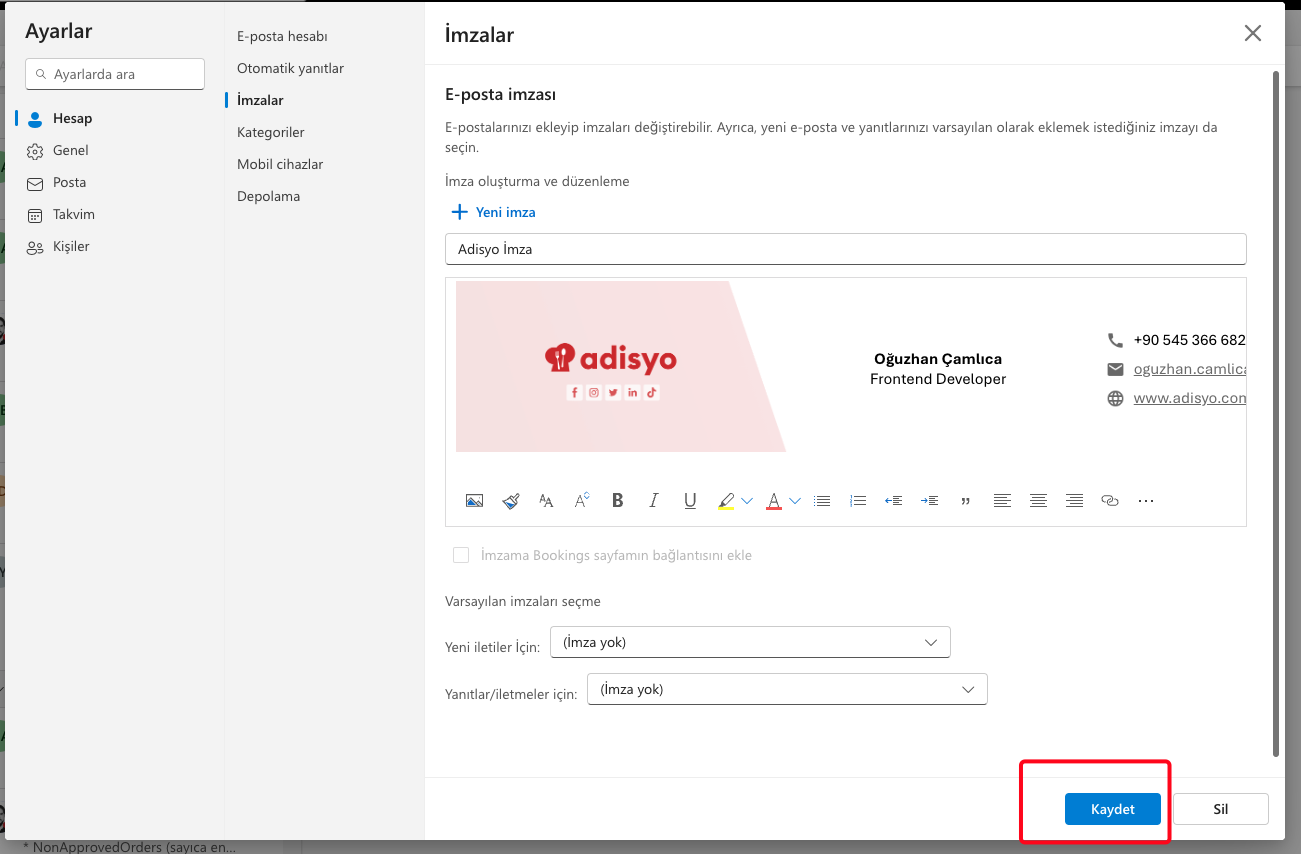 Ayarlar
Ayarlarda ara
Hesap
Genel
Posta
Takvim
Kişiler
E-posta hesabı
Otomatik yanıtlar
İmzalar
Kategoriler
Mobil cihazlar
Depolama
İmzalar
E-posta imzası
E-postalarınızı ekleyip imzaları değiştirebilir. Ayrıca, yeni e-posta ve yanıtlarınızı varsayılan olarak eklemek istediğiniz imzayı da
seçin.
İmza oluşturma ve düzenleme
Yeni imza
Adisyo İmza
adisyo
Oğuzhan Çamlıca
Frontend Developer
+90 545 366 682
oguzhan.camlica
www.adisyo.com
İmzama Bookings sayfamın bağlantısını ekle
Varsayılan imzaları seçme
Yeni iletiler İçin: (İmza yok)
Yanıtlar/iletmeler için: (İmza yok)
Kaydet Sil
* NonApprovedOrders (sayıca en...